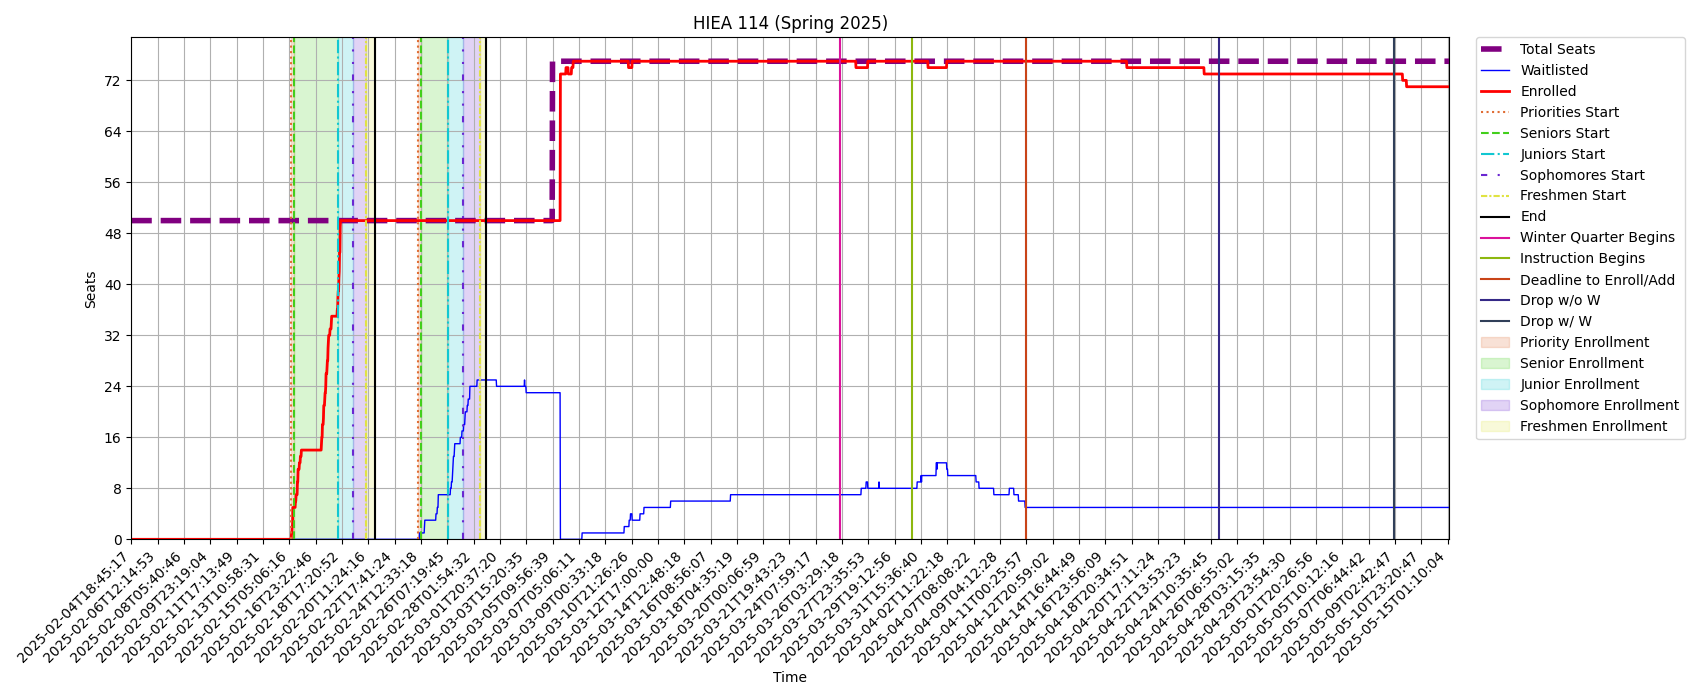 HIEA 114 (Spring 2025)
Seats
72
64
56
48
40
32
24
16
8
0
2025-02-04T18:45:17
2025-02-06T12:14:53
2025-02-08T05:40:46
2025-02-09T23:19:04
2025-02-11T17:13:49
2025-02-13T10:58:31
2025-02-15T05:06:16
2025-02-16T23:22:46
2025-02-18T17:20:52
2025-02-20T11:24:16
2025-02-22T17:41:24
2025-02-24T12:33:18
2025-02-26T07:19:45
2025-02-28T01:54:32
2025-03-01T20:37:20
2025-03-03T15:20:35
2025-03-05T09:56:39
2025-03-07T05:06:11
2025-03-09T00:33:18
2025-03-10T21:26:26
2025-03-12T17:00:00
2025-03-14T12:48:18
2025-03-16T08:56:07
2025-03-18T04:35:19
2025-03-20T00:06:59
2025-03-21T19:43:23
2025-03-24T07:59:17
2025-03-26T03:29:18
2025-03-27T23:35:53
2025-03-29T19:12:56
2025-03-31T15:36:40
2025-04-02T11:22:18
2025-04-07T08:08:22
2025-04-09T04:12:28
2025-04-11T00:25:57
2025-04-12T20:59:02
2025-04-14T16:44:49
2025-04-16T23:56:09
2025-04-18T20:34:51
2025-04-20T17:11:24
2025-04-22T13:53:23
2025-04-24T10:35:45
2025-04-26T06:55:02
2025-04-28T03:15:35
2025-04-29T23:54:30
2025-05-01T20:26:56
2025-05-05T10:12:16
2025-05-07T06:44:42
2025-05-09T02:42:47
2025-05-10T23:20:47
2025-05-15T01:10:04
Time
Total Seats
Waitlisted
Enrolled
Priorities Start
Seniors Start
Juniors Start
Sophomores Start
Freshmen Start
End
Winter Quarter Begins
Instruction Begins
Deadline to Enroll/Add
Drop w/o W
Drop w/ W
Priority Enrollment
Senior Enrollment
Junior Enrollment
Sophomore Enrollment
Freshmen Enrollment